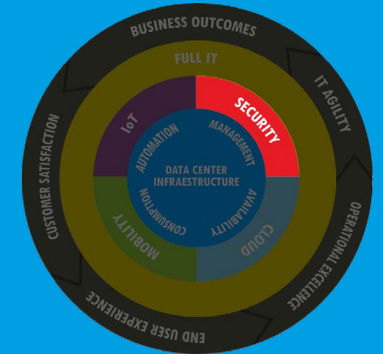 BUSINESS OUTCOMES
IT AGILITY
OPERATIONAL EXCELLENCE
END USER EXPERIENCE
CUSTOMER SATISFACTION
FULL IT
IoT
SECURITY
CLOUD
MOBILITY
AUTOMATION
MANAGEMENT
AVAILABILITY
CONSUMPTION
DATA CENTER
INFRAESTRUCTURE